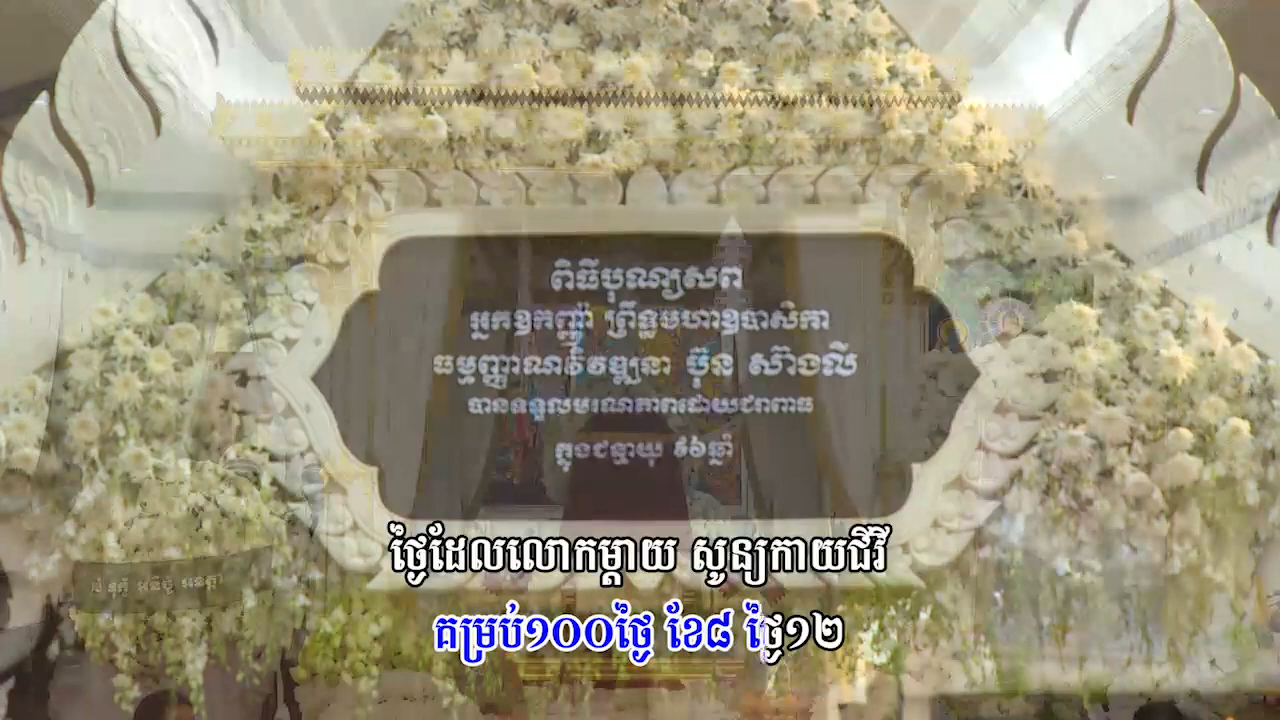 ពិធីបុណ្យសព
អ្នកឧកញ៉ា ព្រឹទ្ធមហាឧបាសិកា
ធម្មញ្ញាណវិវឌ្ឍនា ប៊ុន ស៊ាងលី
បានទទួលមរណភាពដោយជរាពាធ
ក្នុងជន្មាយុ ៩៦ឆ្នាំ
ថ្ងៃដែលលោកម្ដាយ សូន្យកាយជីវី
គម្រប់១០០ថ្ងៃ ខែ៨ ថ្ងៃ១២